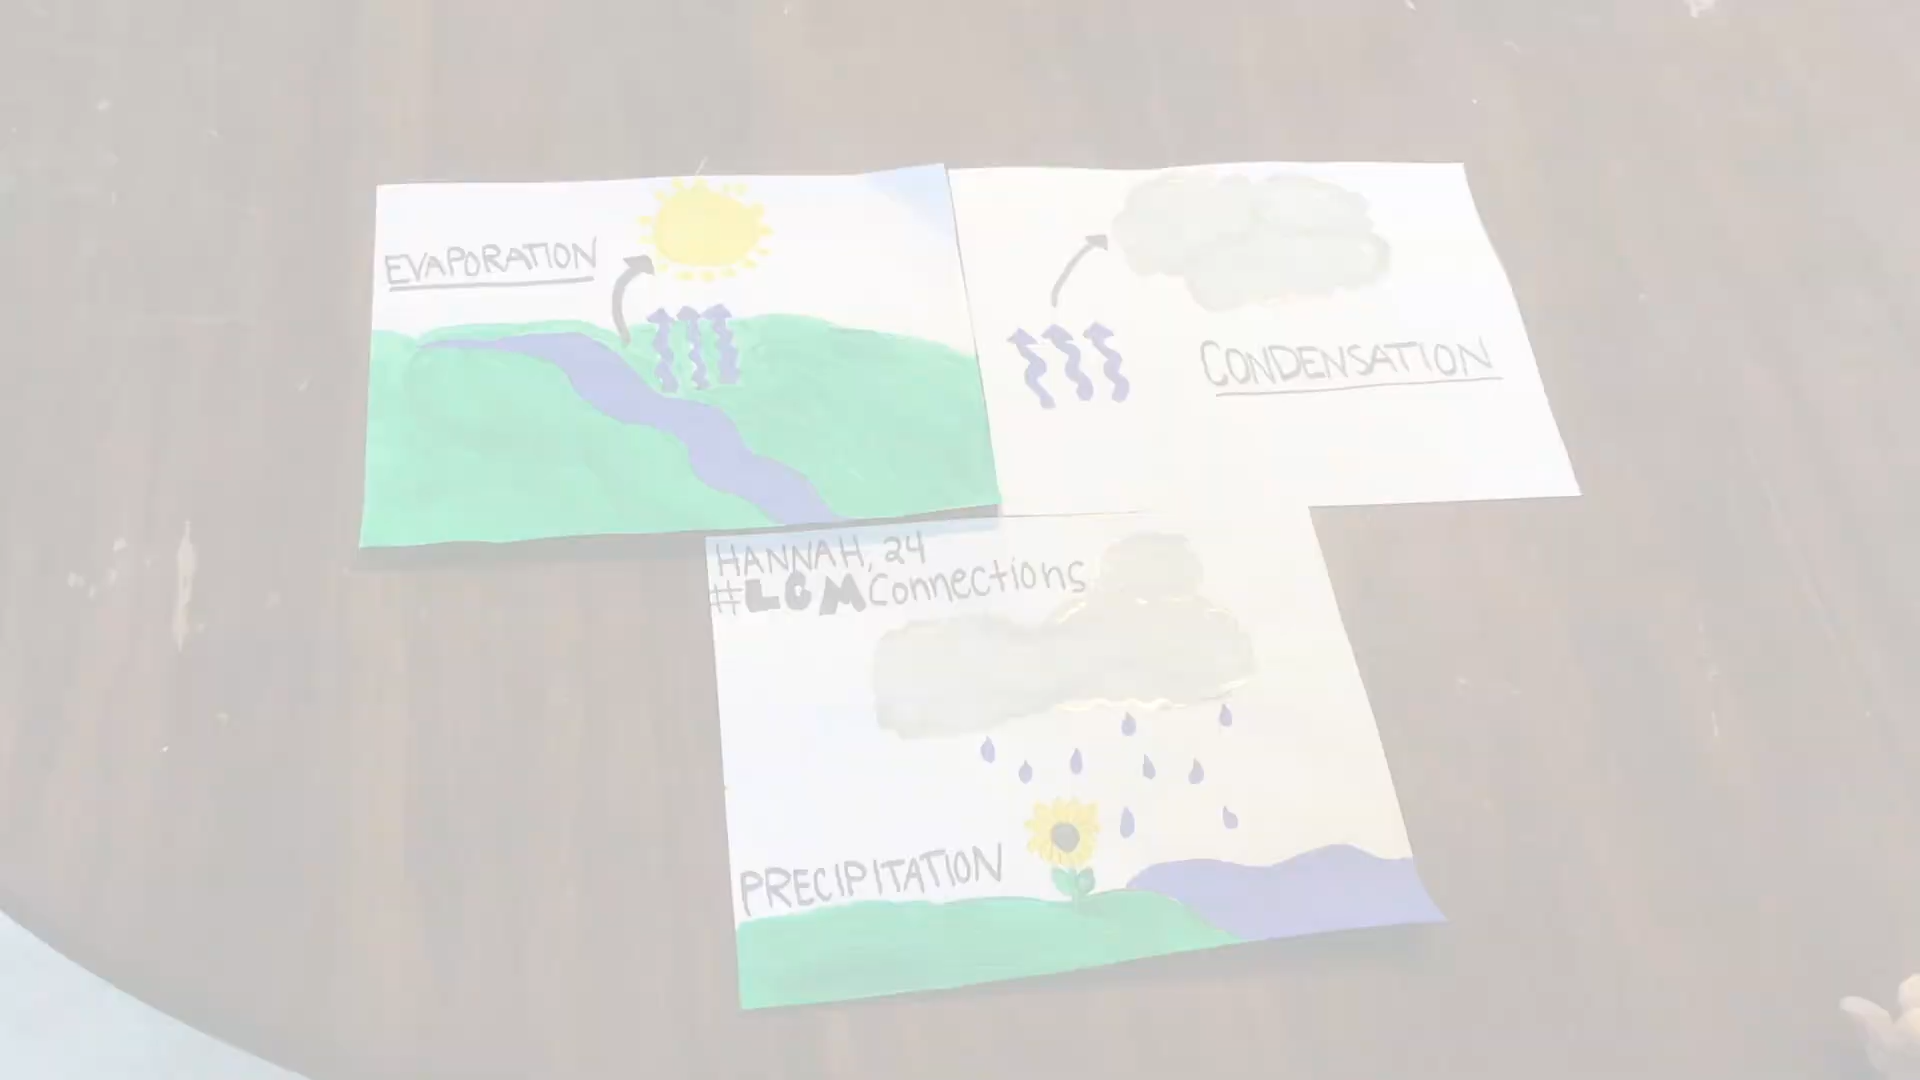 EVAPORATION
CONDENSATION
HANNAH, 24
#LCMConnections
PRECIPITATION